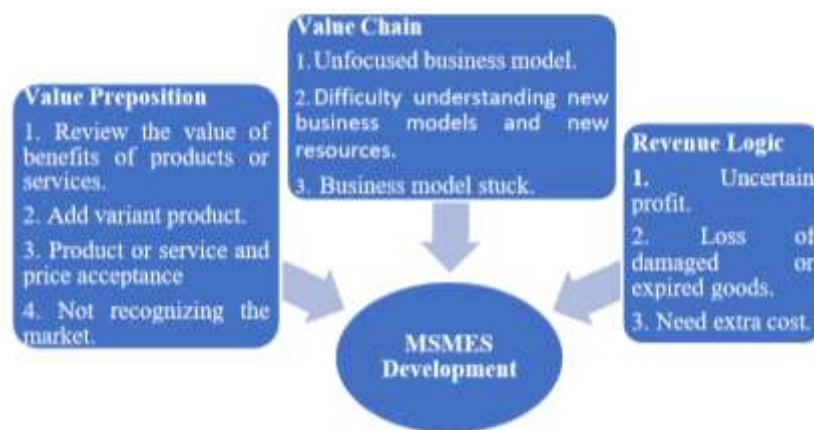 Value Preposition
1. Review the value of
benefits of products or
services.
2. Add variant product.
3. Product or service and
price acceptance
4. Not recognizing the
market.
Value Chain
1. Unfocused business model.
2. Difficulty understanding new
business models and new
resources.
3. Business model stuck.
Revenue Logic
1. Uncertain
profit.
2. Loss of
damaged or
expired goods.
3. Need extra cost.
MSMES
Development